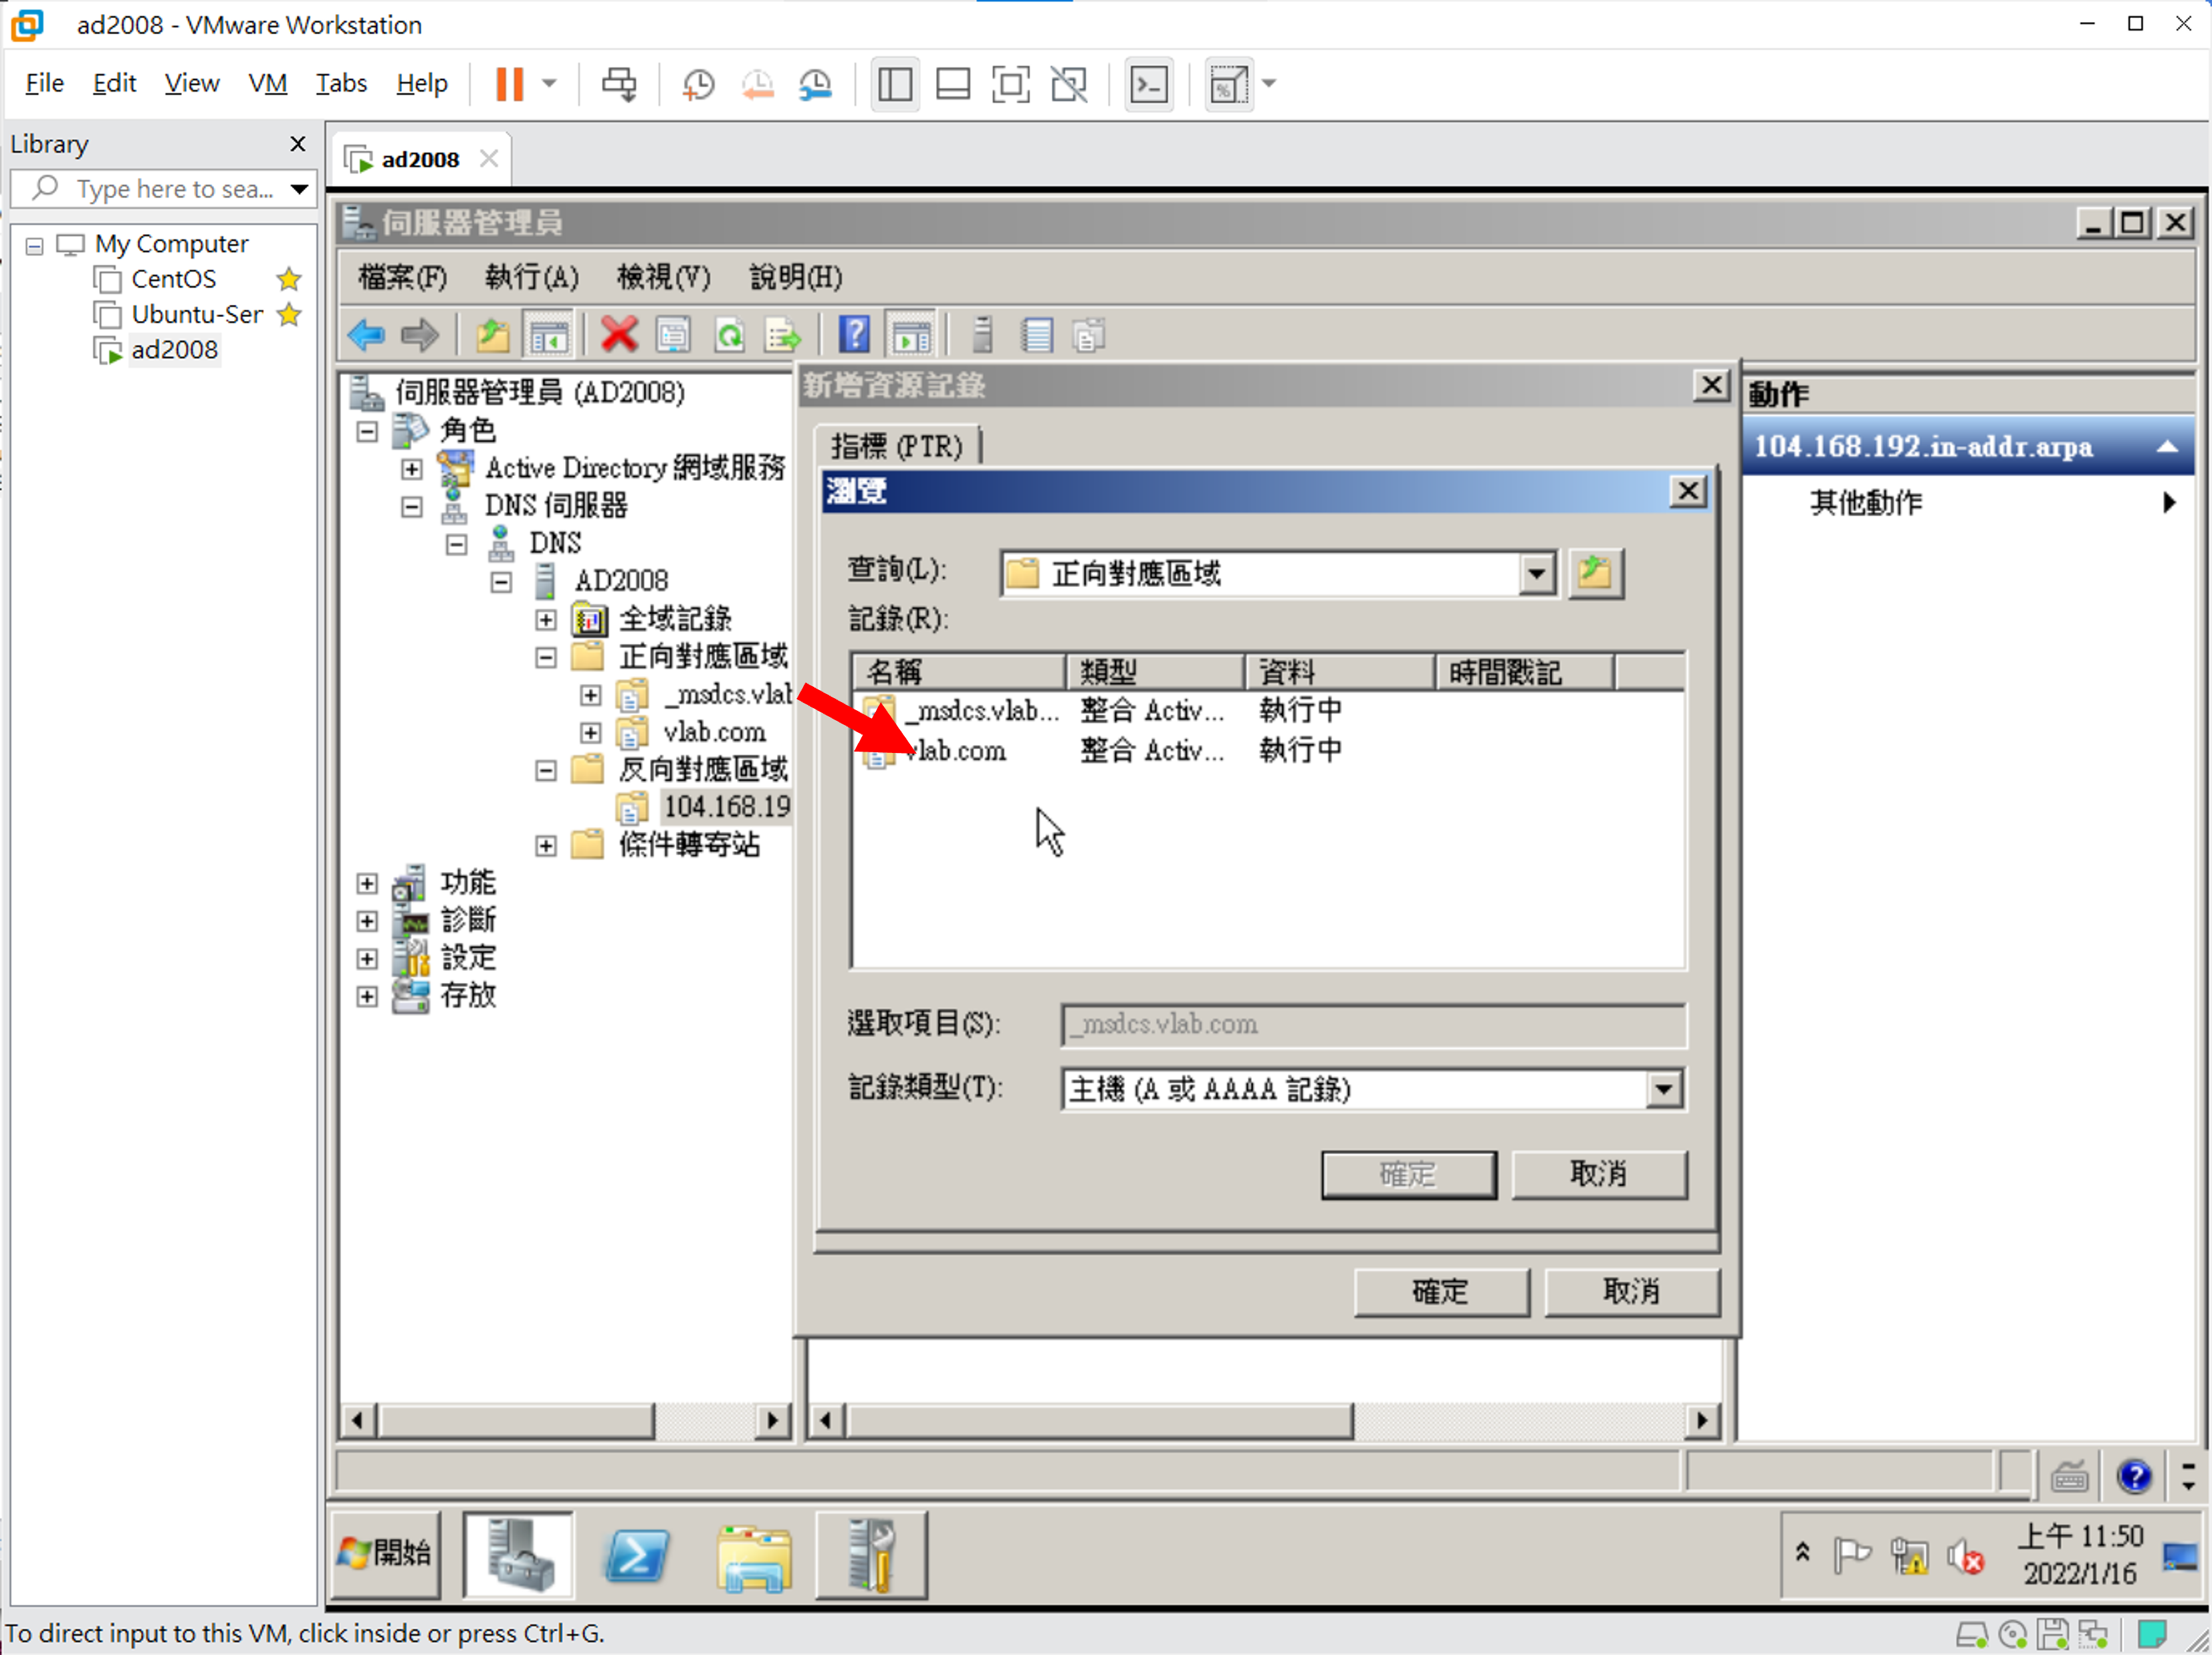 ad2008 - VMware Workstation
File Edit View VM Tabs Help
Library
ad2008
Type here to sea...
My Computer
CentOS
Ubuntu-Ser
ad2008
伺服器管理員
檔案(F) 執行(A) 檢視(V) 說明(H)
伺服器管理員 (AD2008)
角色
Active Directory 網域服務
DNS 伺服器
DNS
AD2008
全域記錄
正向對應區域
_msdcs.vlab
vlab.com
反向對應區域
104.168.19
條件轉寄站
功能
診斷
設定
存放
新增資源記錄
指標 (PTR)
瀏覽
查詢(L): 正向對應區域
記錄(R):
名稱 類型 資料 時間戳記
_msdcs.vlab... 整合 Activ... 執行中
vlab.com 整合 Activ... 執行中
選取項目(S): _msdcs.vlab.com
記錄類型(T): 主機 (A 或 AAAA 記錄)
確定 取消
確定 取消
動作
104.168.192.in-addr.arpa
其他動作
開始
上午 11:50
2022/1/16
To direct input to this VM, click inside or press Ctrl+G.